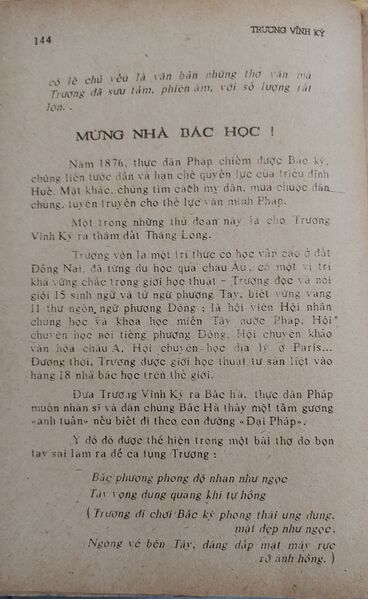 144
TRƯƠNG VĨNH KÝ
có lẽ chủ yếu là văn bản những thơ văn mà
Trương đã sưu tầm, phiên âm, với số lượng rất
lớn. .
MỪNG NHÀ BÁC HỌC !
Năm 1876, thực dân Pháp chiếm được Bắc kỳ,
chúng liền tước dần và hạn chế quyền lực của triều đình
Huế. Mặt khác, chúng tìm cách mỵ dân, mua chuộc dân
chúng, tuyên truyền cho thế lực văn minh Pháp.
Một trong những thủ đoạn này là cho Trương
Vĩnh Ký ra thăm đất Thăng Long.
Trương vốn là một trí thức có học vấn cao ở đất
Đồng Nai, đã từng du học qua châu Âu, có một vị trí
khá vững chắc trong giới học thuật - Trương đọc và nói
giỏi 15 sinh ngữ và tử ngữ phương Tây, biết vững vàng
11 thứ ngôn ngữ phương Đông ; là hội viên Hội nhân
chủng học và khoa học miền Tây nước Pháp, Hội
chuyên học nói tiếng phương Đông, Hội chuyên khảo
văn hóa châu Á, Hội chuyên học địa lý ở Paris...
Đương thời, Trương được giới học thuật tư sản liệt vào
hàng 18 nhà bác học trên thế giới.
Đưa Trương Vĩnh Ký ra Bắc hà, thực dân Pháp
muốn nhân sĩ và dân chúng Bắc Hà thấy một tấm gương
«anh tuấn» nếu biết đi theo con đường «Đại Pháp».
Ý đồ đó được thể hiện trong một bài thơ do bọn
tay sai làm ra để ca tụng Trương :
Bắc phương phong độ nhan như ngọc
Tây vọng dung quang khí tự hồng
( Trương đi chơi Bắc kỳ phong thái ung dung,
mặt đẹp như ngọc,
Ngóng về bên Tây, dáng dấp mặt mày rực
rỡ ánh hồng. )